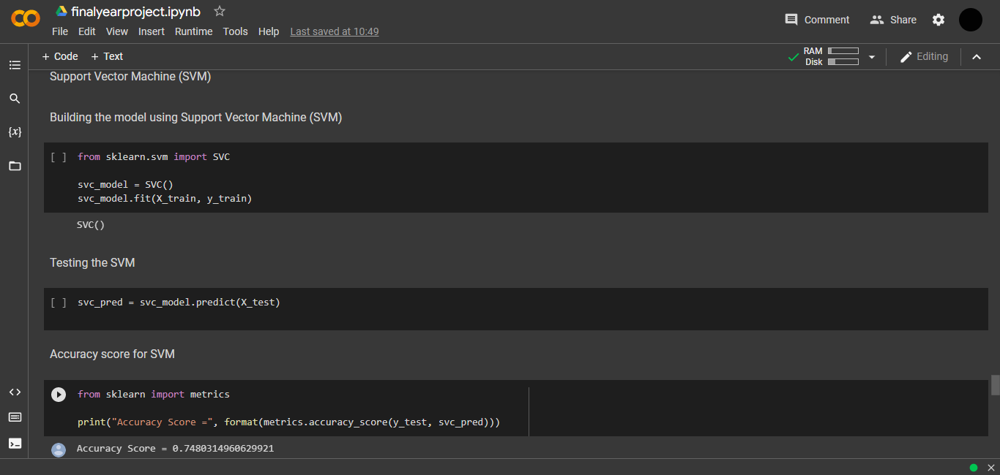 finalyearproject.ipynb
Comment
Share
File Edit View Insert Runtime Tools Help Last saved at 10:49
+ Code + Text
RAM
Disk
Editing
Support Vector Machine (SVM)
Building the model using Support Vector Machine (SVM)
{x}
[ ] from sklearn.svm import SVC
svc_model = SVC()
svc_model.fit(X_train, y_train)
SVC()
Testing the SVM
[ ] svc_pred = svc_model.predict(X_test)
Accuracy score for SVM
from sklearn import metrics
print("Accuracy Score =", format(metrics.accuracy_score(y_test, svc_pred)))
Accuracy Score = 0.7480314960629921